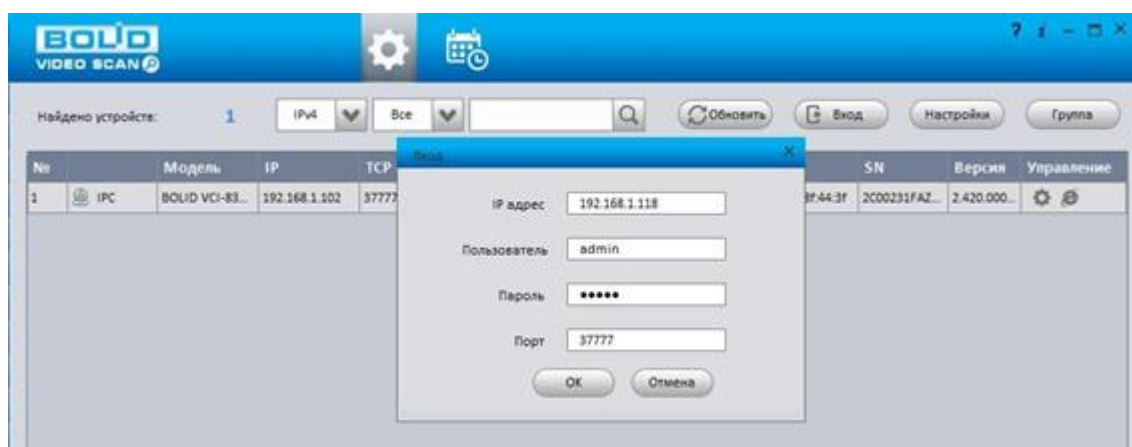 BOLID
VIDEO SCAN
? i
Найдено устройств: 1 IPv4 Все Обновить Вход Настройки Группа
№ Модель IP TCP SN Версия Управление
1 IPC BOLID VCI-83... 192.168.1.102 37777 2.420.000...
Вход
IP адрес 192.168.1.118
Пользователь admin
Пароль •••••
Порт 37777
OK Отмена